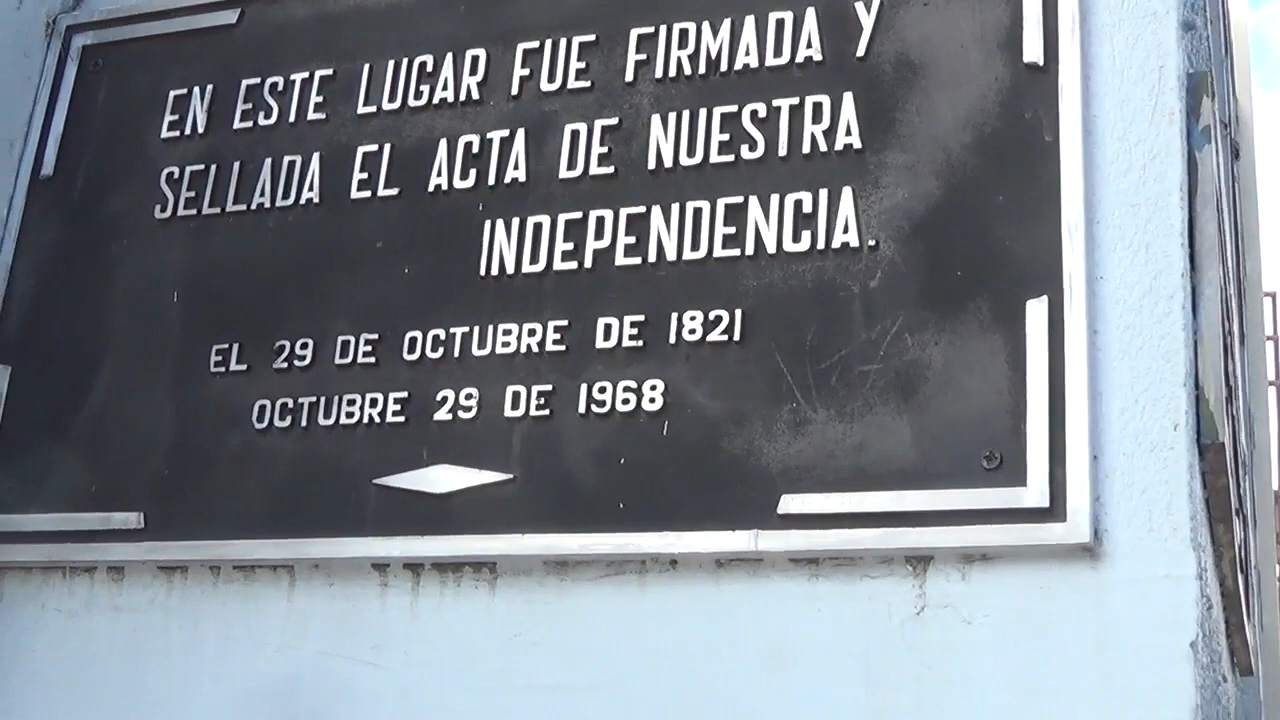 EN ESTE LUGAR FUE FIRMADA Y
SELLADA EL ACTA DE NUESTRA
INDEPENDENCIA.
EL 29 DE OCTUBRE DE 1821
OCTUBRE 29 DE 1968